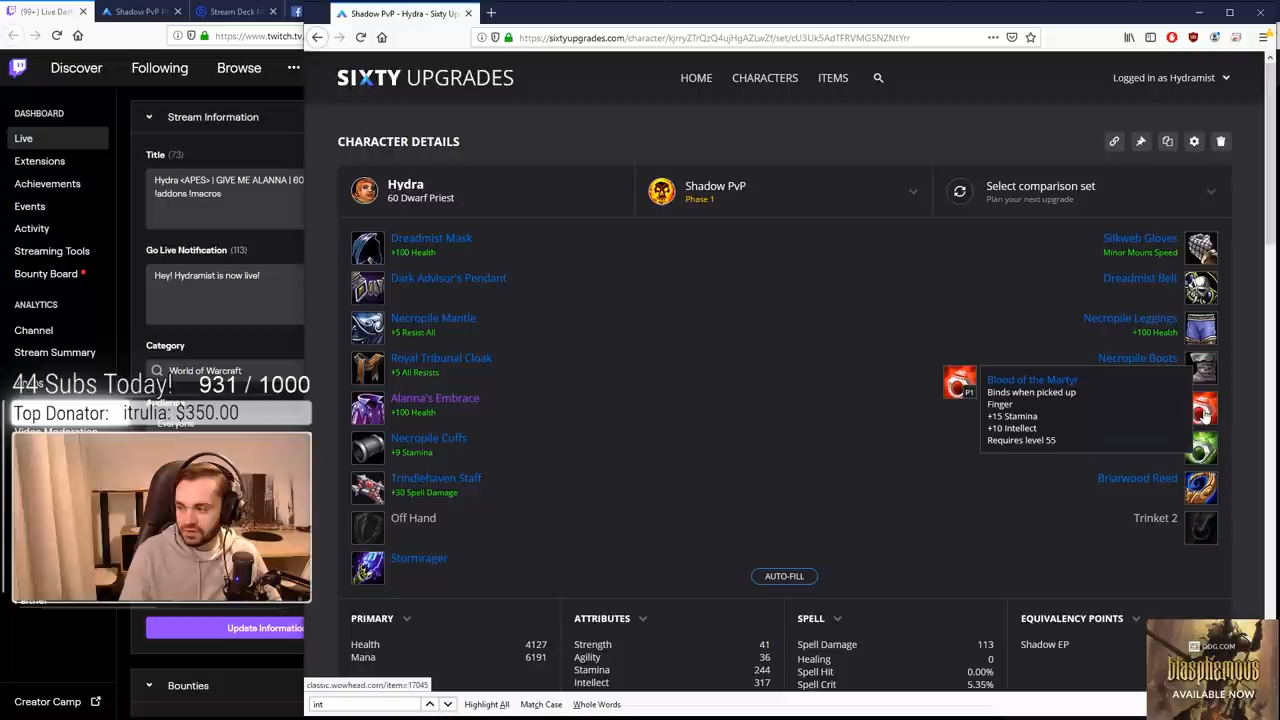 (99+) Live Da
Shadow PvP P
Stream Deck M
https://www.twitch.tv
Discover
Following
Browse
DASHBOARD
Live
Extensions
Achievements
Events
Activity
Streaming Tools
Bounty Board
ANALYTICS
Channel
Stream Summary
Creator Camp
Stream Information
Title (73)
Hydra <APES> | GIVE ME ALANNA | 60
!addons !macros
Go Live Notification (113)
Hey! Hydramist is now live!
Category
World of Warcraft
Everyone
44 Subs Today! 931 / 1000
Top Donator: itrulia: $350.00
Update Informatio
Bounties
Shadow PvP - Hydra - Sixty Up
https://sixtyupgrades.com/character/kjrryZTrQzQ4ujHgAZLwZf/set/cU3Uk5AdTFRVMG5NZNtYrr
SIXTY UPGRADES
HOME
CHARACTERS
ITEMS
Logged in as Hydramist
CHARACTER DETAILS
Hydra
60 Dwarf Priest
Shadow PvP
Phase 1
Select comparison set
Plan your next upgrade
Dreadmist Mask
+100 Health
Dark Advisor's Pendant
Necropile Mantle
+5 Resist All
Royal Tribunal Cloak
+5 All Resists
Alanna's Embrace
+100 Health
Necropile Cuffs
+9 Stamina
Trindlehaven Staff
+30 Spell Damage
Off Hand
Stormrager
Silkweb Gloves
Minor Mount Speed
Dreadmist Belt
Necropile Leggings
+100 Health
Necropile Boots
P1
Blood of the Martyr
Binds when picked up
Finger
+15 Stamina
+10 Intellect
Requires level 55
Briarwood Reed
Trinket 2
AUTO-FILL
PRIMARY
Health 4127
Mana 6191
ATTRIBUTES
Strength 41
Agility 36
Stamina 244
Intellect 317
SPELL
Spell Damage 113
Healing 0
Spell Hit 0.00%
Spell Crit 5.35%
EQUIVALENCY POINTS
Shadow EP
classic.wowhead.com/item=17045
int
Highlight All
Match Case
Whole Words
GOG.COM
blasphemous
AVAILABLE NOW